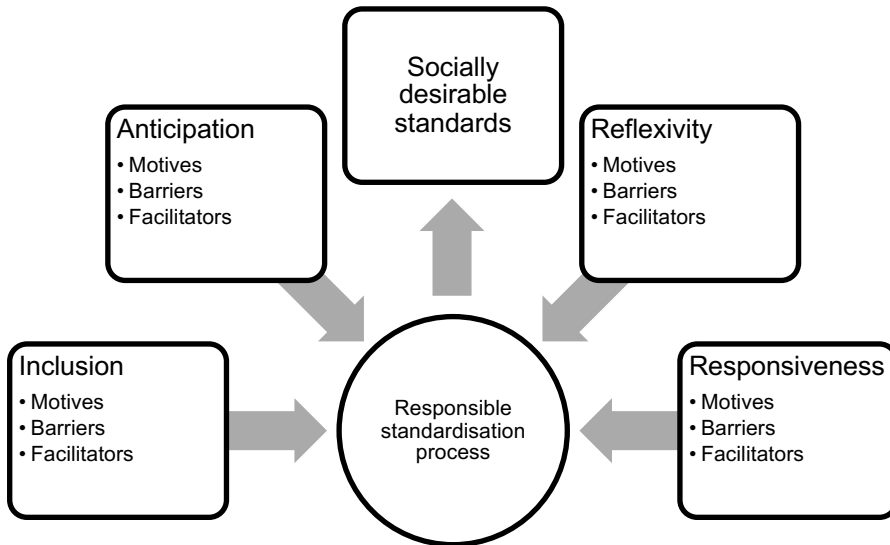 Socially
desirable
standards
Anticipation
• Motives
• Barriers
• Facilitators
Reflexivity
• Motives
• Barriers
• Facilitators
Inclusion
• Motives
• Barriers
• Facilitators
Responsible
standardisation
process
Responsiveness
• Motives
• Barriers
• Facilitators